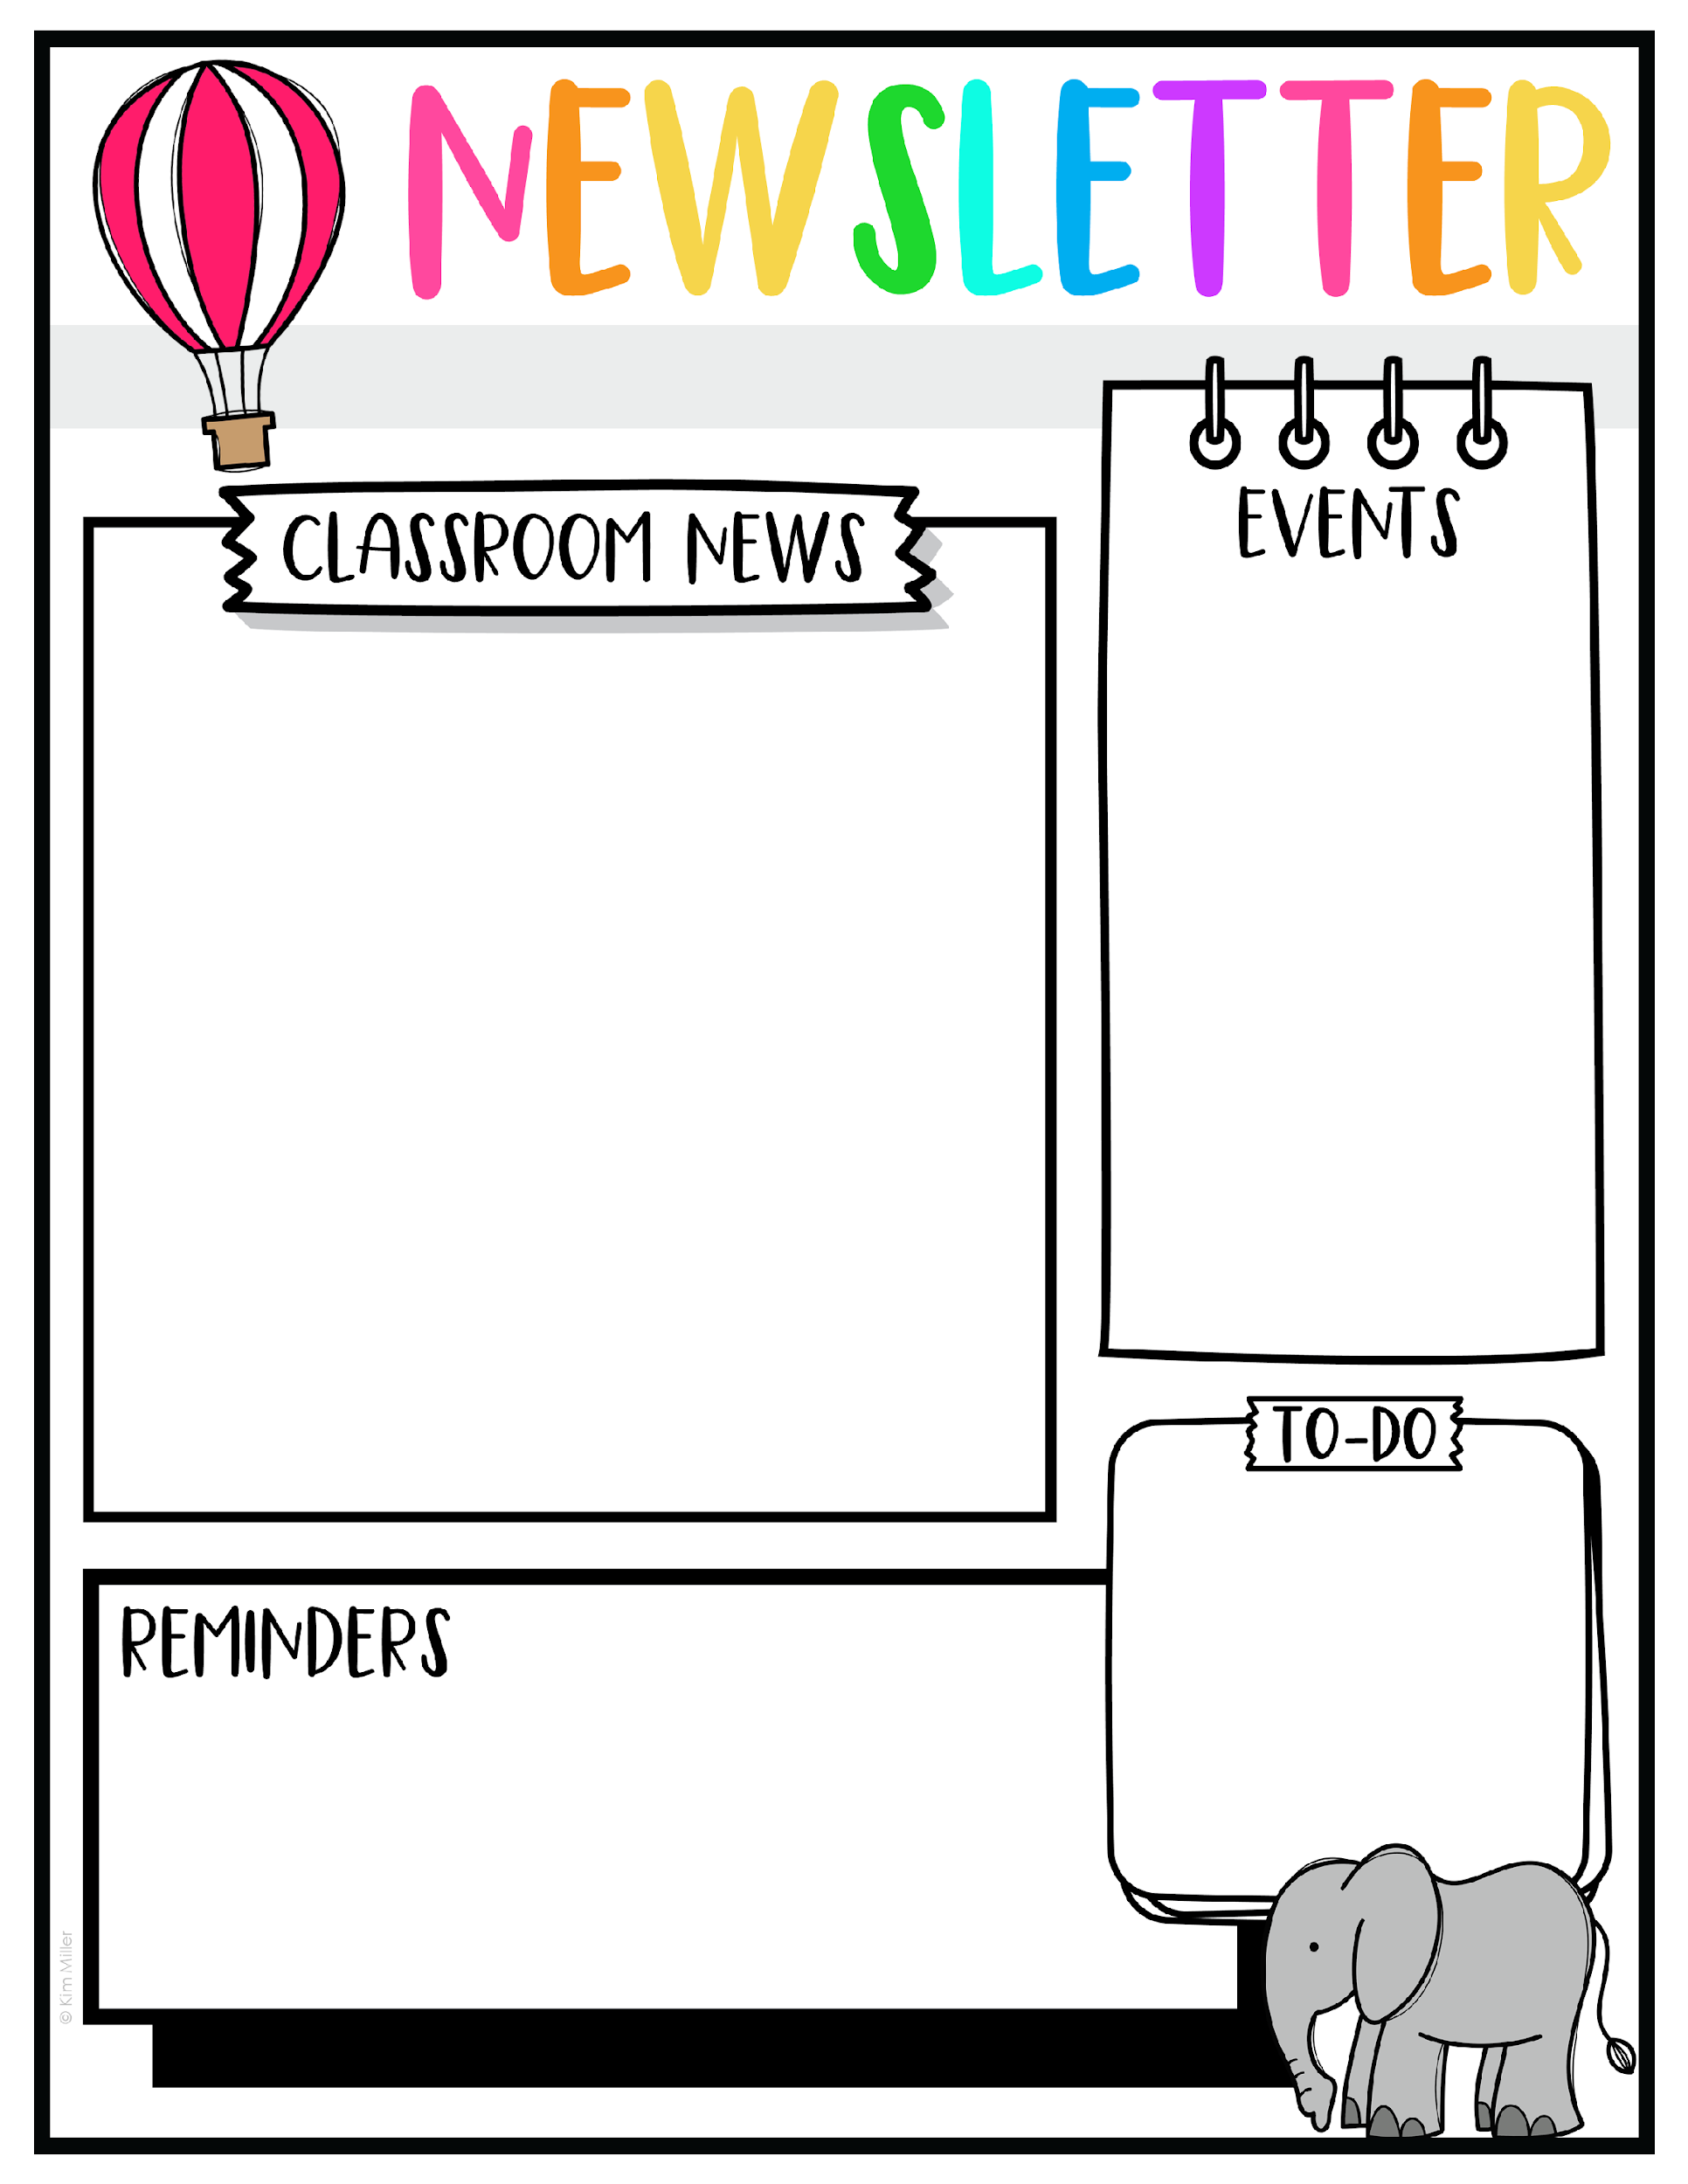 NEWSLETTER
CLASSROOM NEWS
EVENTS
TO-DO
REMINDERS
© Kim Miller